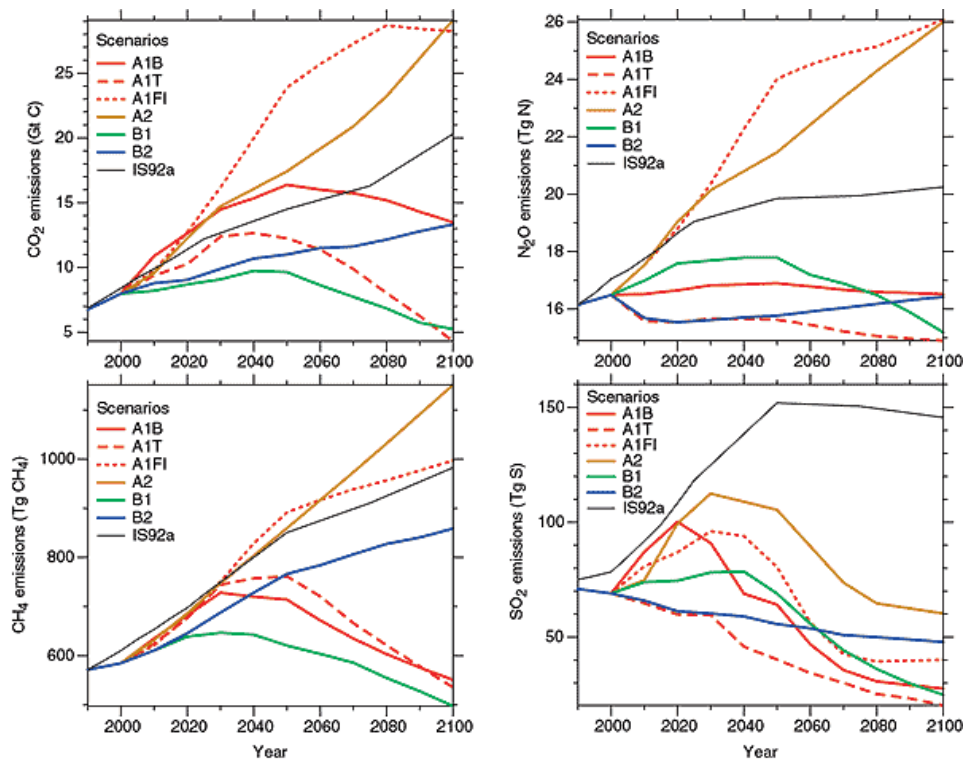 Scenarios
A1B
A1T
A1FI
A2
B1
B2
IS92a
CO₂ emissions (Gt C)
25
20
15
10
5
2000 2020 2040 2060 2080 2100
Scenarios
A1B
A1T
A1FI
A2
B1
B2
IS92a
N₂O emissions (Tg N)
26
24
22
20
18
16
2000 2020 2040 2060 2080 2100
Scenarios
A1B
A1T
A1FI
A2
B1
B2
IS92a
CH₄ emissions (Tg CH₄)
1000
800
600
2000 2020 2040 2060 2080 2100
Year
Scenarios
A1B
A1T
A1FI
A2
B1
B2
IS92a
SO₂ emissions (Tg S)
150
100
50
2000 2020 2040 2060 2080 2100
Year